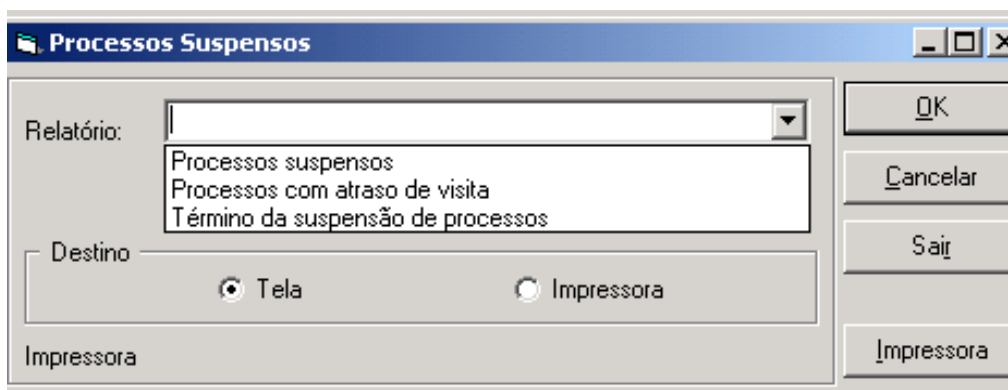 Processos Suspensos
Relatório:
Processos suspensos
Processos com atraso de visita
Término da suspensão de processos
Destino
Tela
Impressora
Impressora
OK
Cancelar
Sair
Impressora